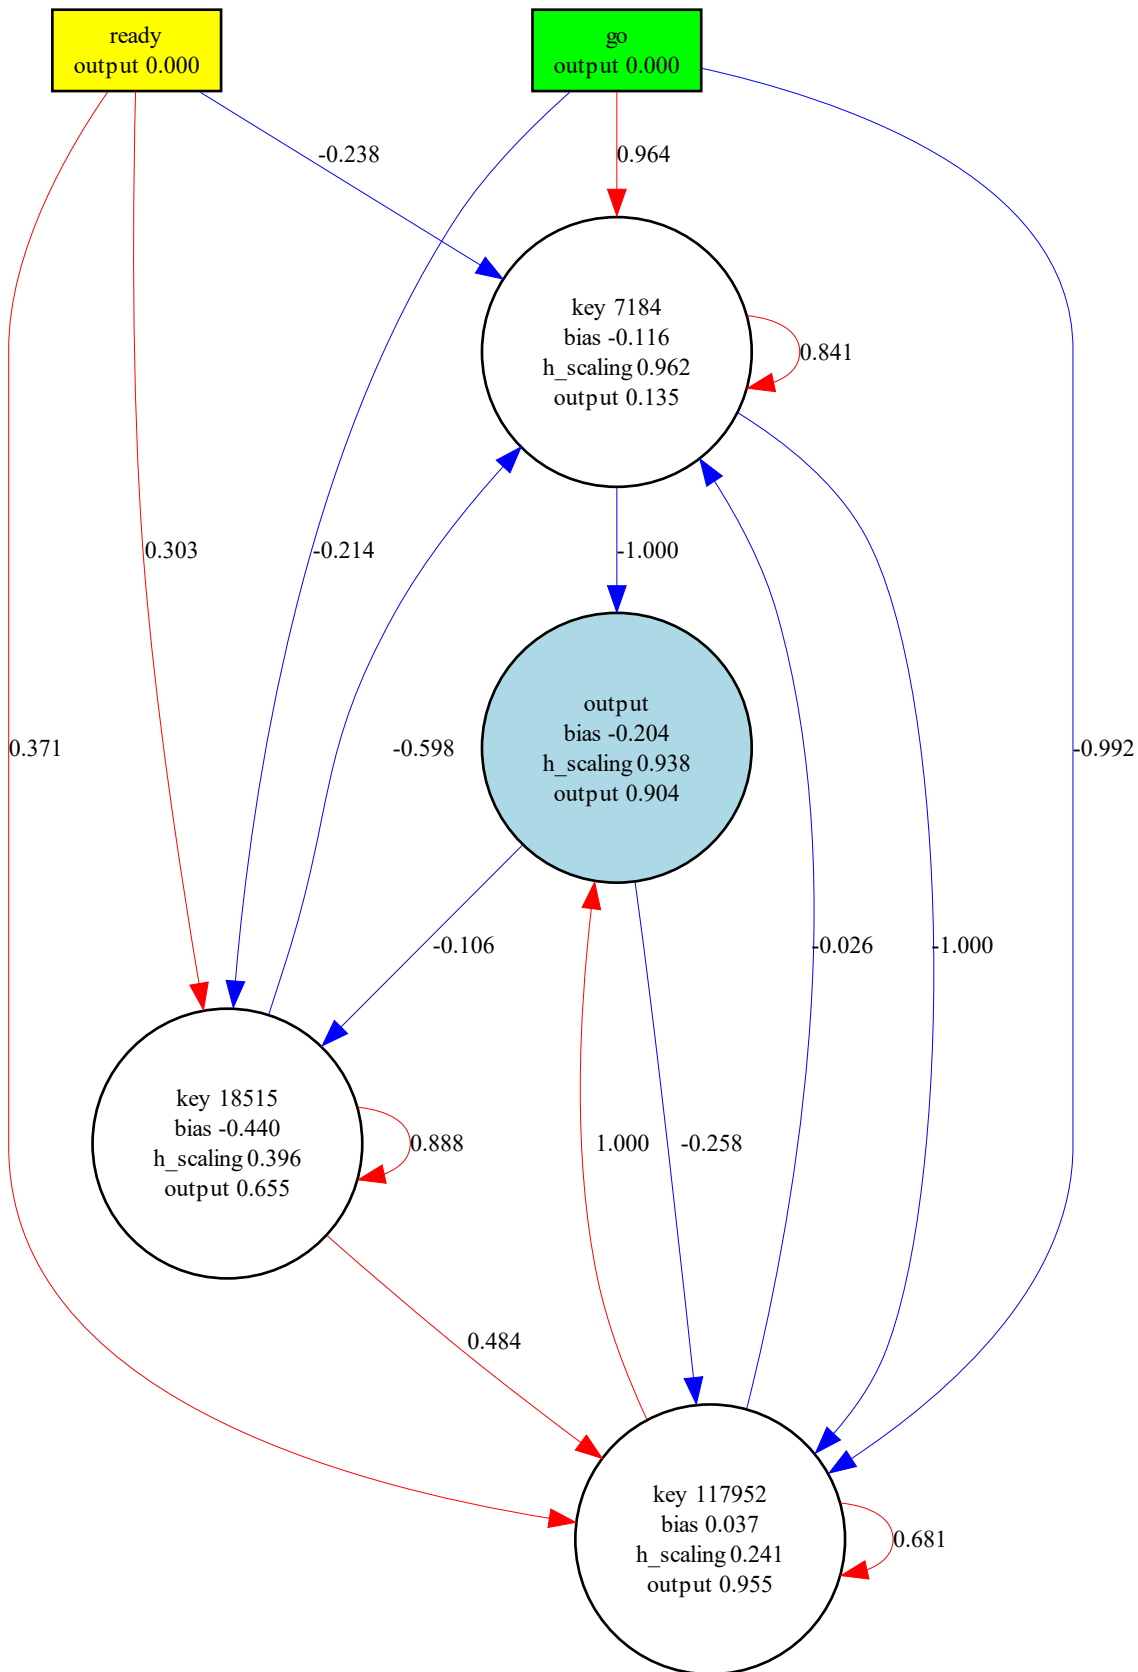 ready
output 0.000
go
output 0.000
-0.238
0.964
key 7184
bias -0.116
h_scaling 0.962
output 0.135
0.841
0.303
-0.214
-1.000
output
bias -0.204
h_scaling 0.938
output 0.904
0.371
-0.598
-0.992
-0.106
-0.026
-1.000
key 18515
bias -0.440
h_scaling 0.396
output 0.655
0.888
1.000
-0.258
0.484
key 117952
bias 0.037
h_scaling 0.241
output 0.955
0.681